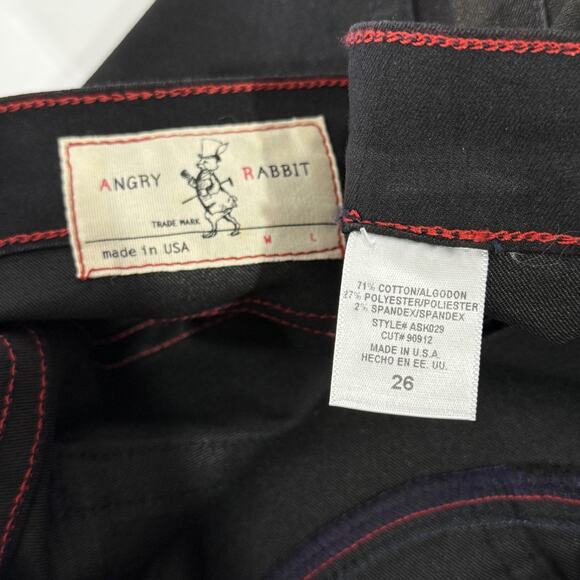 ANGRY RABBIT
TRADE MARK
made in USA W L
71% COTTON/ALGODON
27% POLYESTER/POLIESTER
2% SPANDEX/SPANDEX
STYLE# ASK029
CUT# 90912
MADE IN U.S.A.
HECHO EN EE. UU.
26